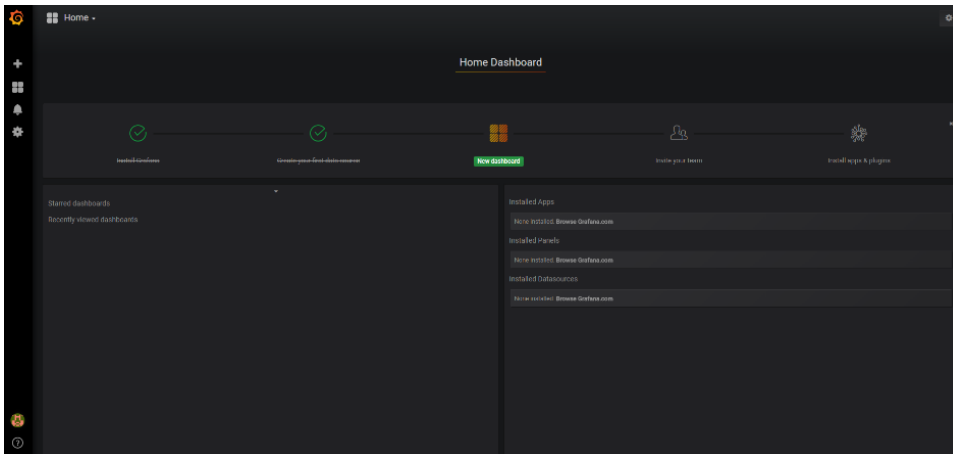 Home
Home Dashboard
Install Grafana
Create your first data source
New dashboard
Invite your team
Install apps & plugins
Starred dashboards
Recently viewed dashboards
Installed Apps
None installed. Browse Grafana.com
Installed Panels
None installed. Browse Grafana.com
Installed Datasources
None installed. Browse Grafana.com